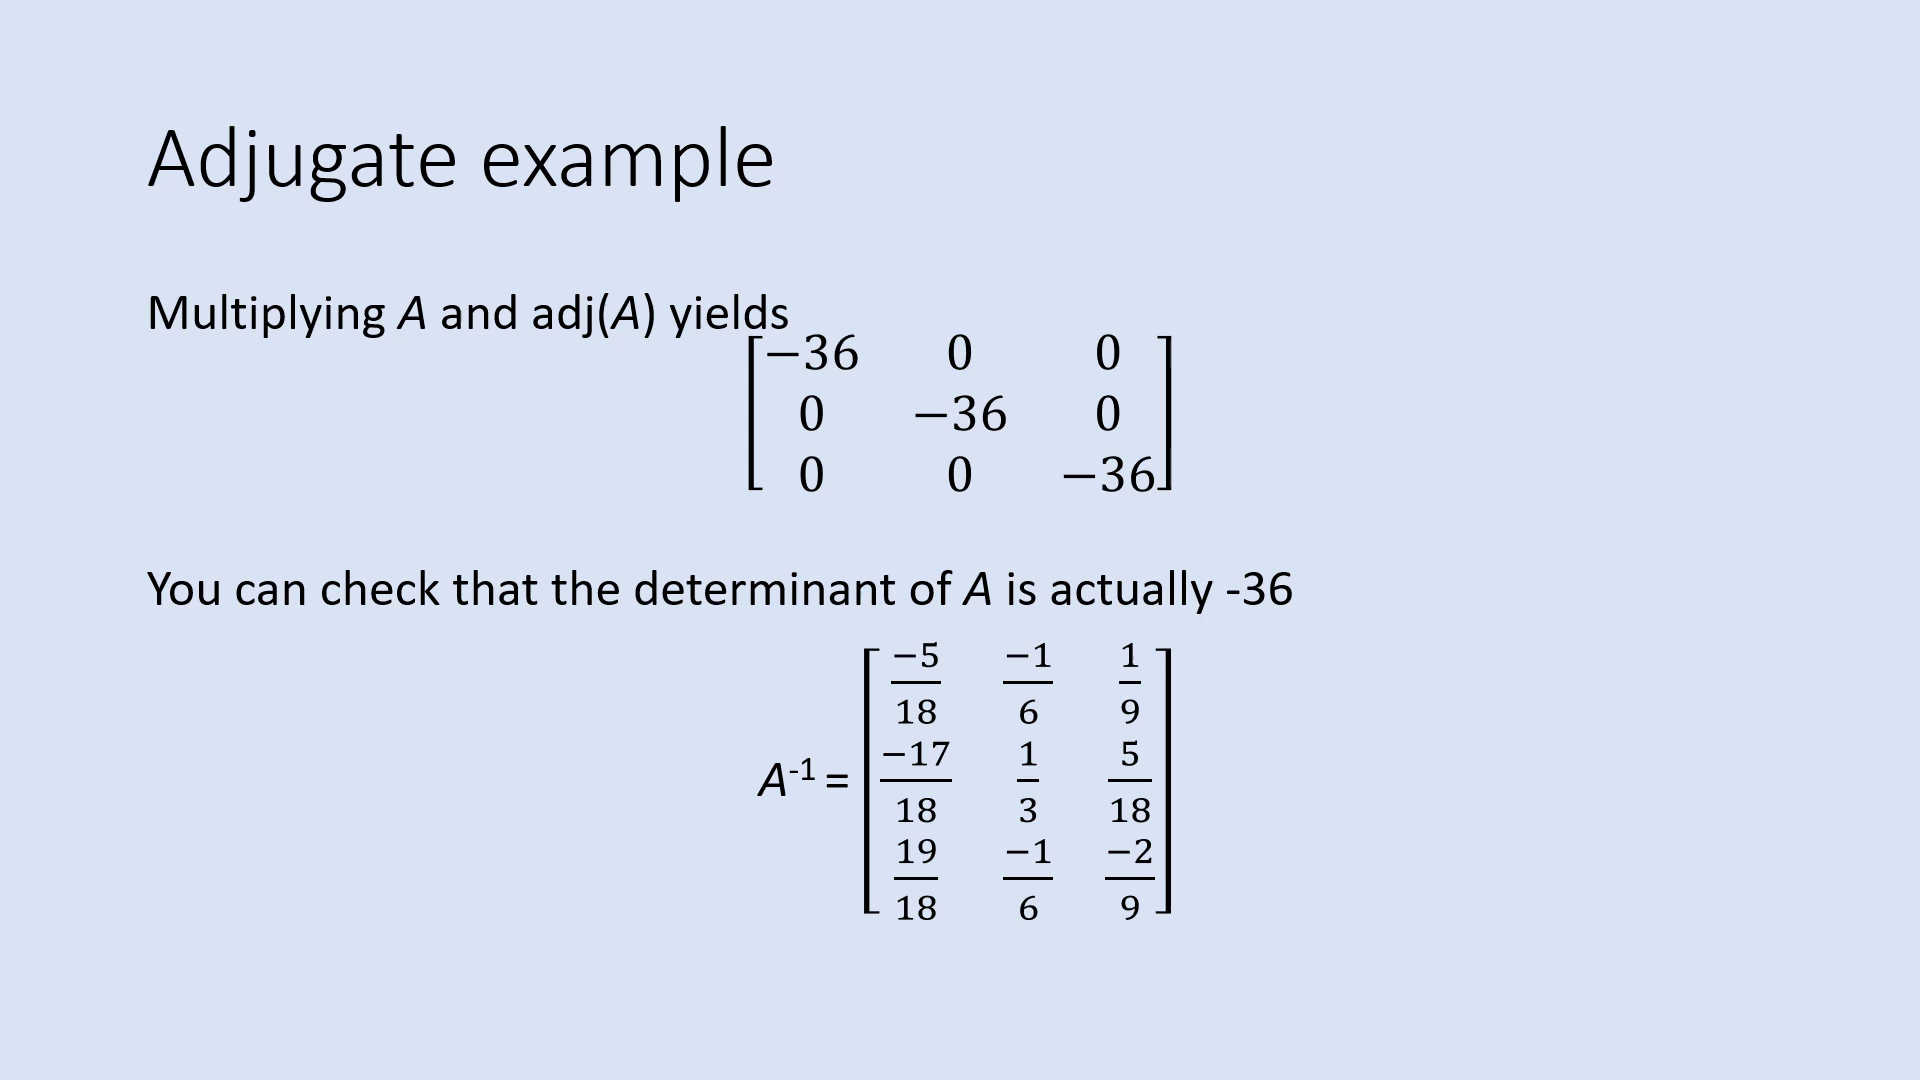 Adjugate example
Multiplying A and adj(A) yields
[−36 0 0
0 −36 0
0 0 −36]
You can check that the determinant of A is actually -36
A⁻¹ = [−5/18 −1/6 1/9
−17/18 1/3 5/18
19/18 −1/6 −2/9]